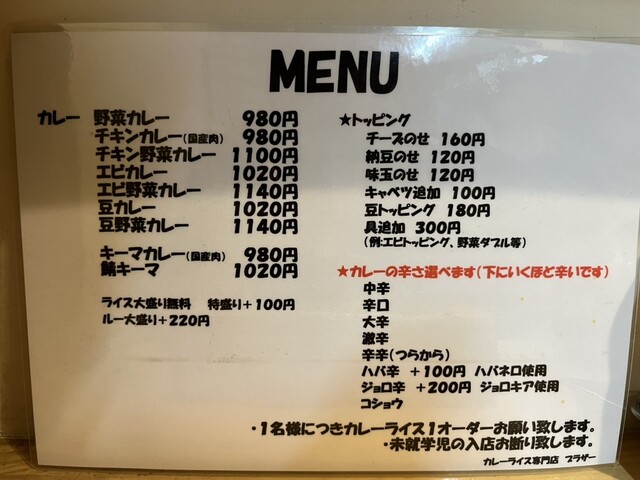 MENU
カレー 野菜カレー 980円
チキンカレー(国産肉) 980円
チキン野菜カレー 1100円
エビカレー 1020円
エビ野菜カレー 1140円
豆カレー 1020円
豆野菜カレー 1140円
キーマカレー(国産肉) 980円
鯖キーマ 1020円
ライス大盛り無料 特盛り+100円
ルー大盛り+220円
★トッピング
チーズのせ 160円
納豆のせ 120円
味玉のせ 120円
キャベツ追加 100円
豆トッピング 180円
具追加 300円
(例:エビトッピング、野菜ダブル等)
★カレーの辛さ選べます(下にいくほど辛いです)
中辛
辛口
大辛
激辛
辛辛(つらから)
ハバ辛 +100円 ハバネロ使用
ジョロ辛 +200円 ジョロキア使用
コショウ
・1名様につきカレーライス1オーダーお願い致します。
・未就学児の入店お断り致します。
カレーライス専門店 ブラザー